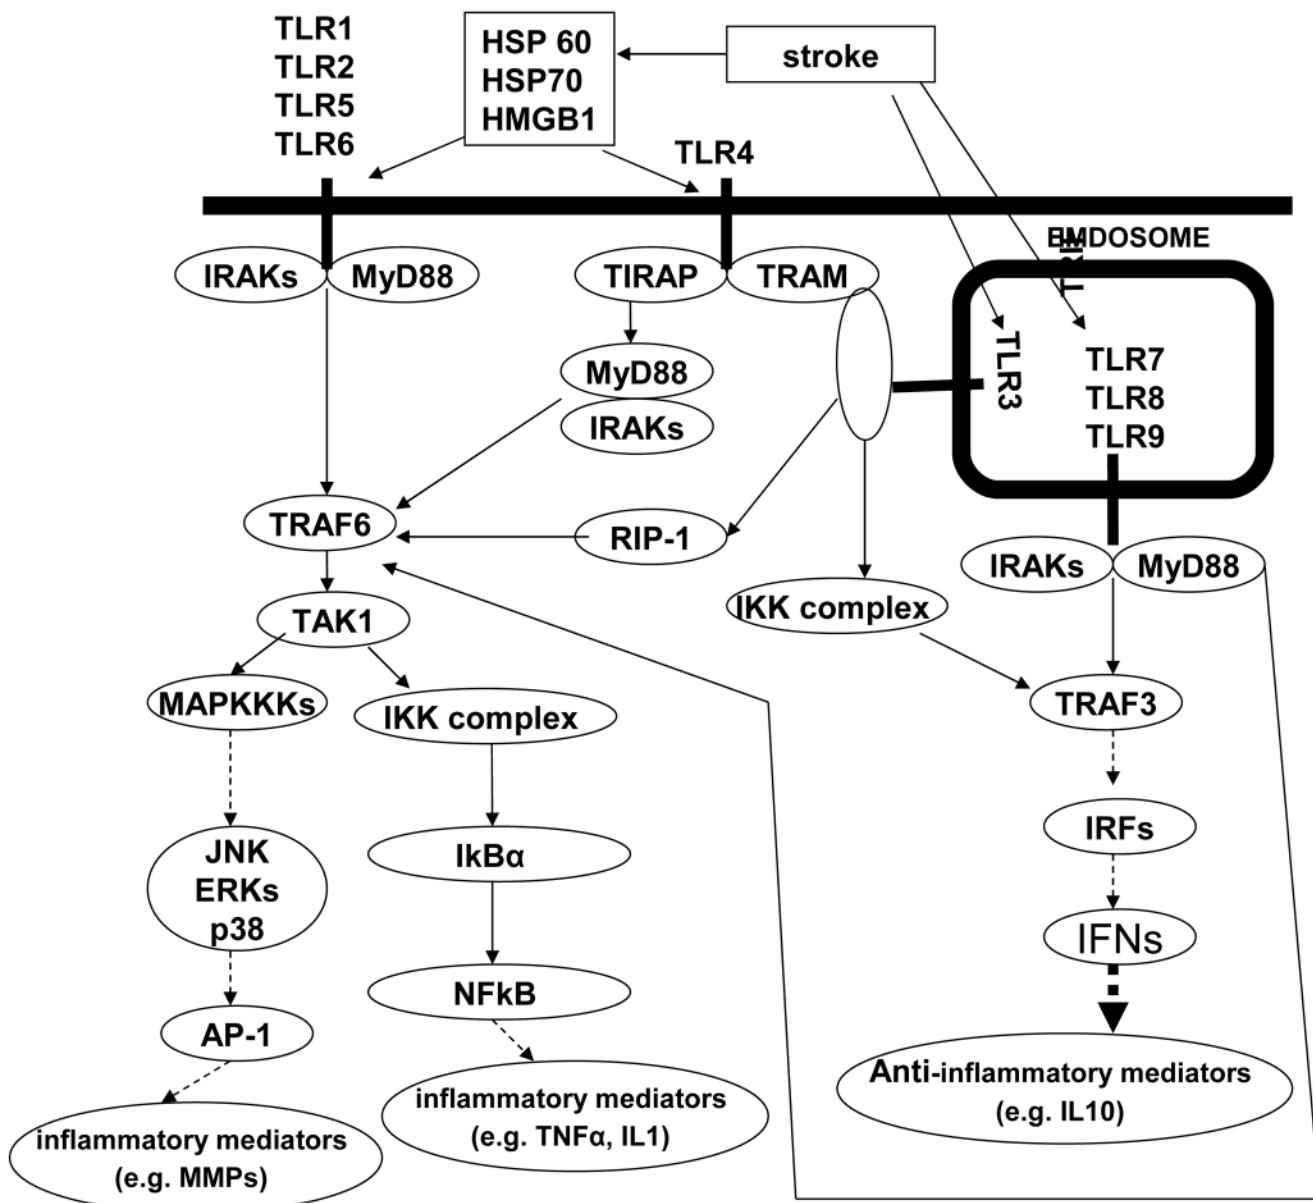 TLR1
TLR2
TLR5
TLR6
HSP 60
HSP70
HMGB1
stroke
TLR4
EMDOSOME
IRAKs
MyD88
TIRAP
TRAM
TLR3
TLR7
TLR8
TLR9
MyD88
IRAKs
TRAF6
RIP-1
IRAKs
MyD88
TAK1
IKK complex
MAPKKKs
IKK complex
TRAF3
JNK
ERKs
p38
IkBα
IRFs
IFNs
NFkB
AP-1
Anti-inflammatory mediators
(e.g. IL10)
inflammatory mediators
(e.g. TNFα, IL1)
inflammatory mediators
(e.g. MMPs)